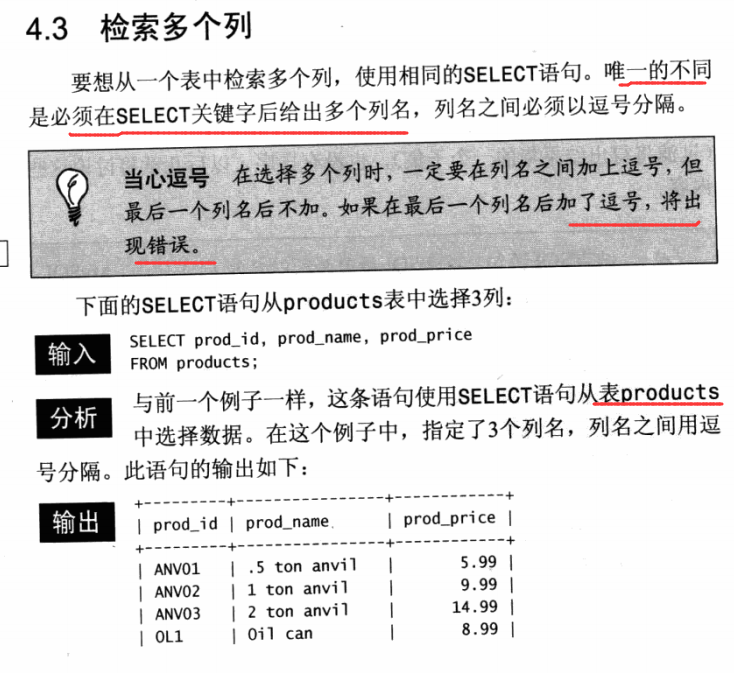 4.3 检索多个列
要想从一个表中检索多个列，使用相同的SELECT语句。唯一的不同
是必须在SELECT关键字后给出多个列名，列名之间必须以逗号分隔。
当心逗号 在选择多个列时，一定要在列名之间加上逗号，但
最后一个列名后不加。如果在最后一个列名后加了逗号，将出
现错误。
下面的SELECT语句从products表中选择3列：
输入 SELECT prod_id, prod_name, prod_price
FROM products;
分析 与前一个例子一样，这条语句使用SELECT语句从表products
中选择数据。在这个例子中，指定了3个列名，列名之间用逗
号分隔。此语句的输出如下：
输出
+---------+----------------+------------+
| prod_id | prod_name | prod_price |
+---------+----------------+------------+
| ANV01 | .5 ton anvil | 5.99 |
| ANV02 | 1 ton anvil | 9.99 |
| ANV03 | 2 ton anvil | 14.99 |
| OL1 | Oil can | 8.99 |